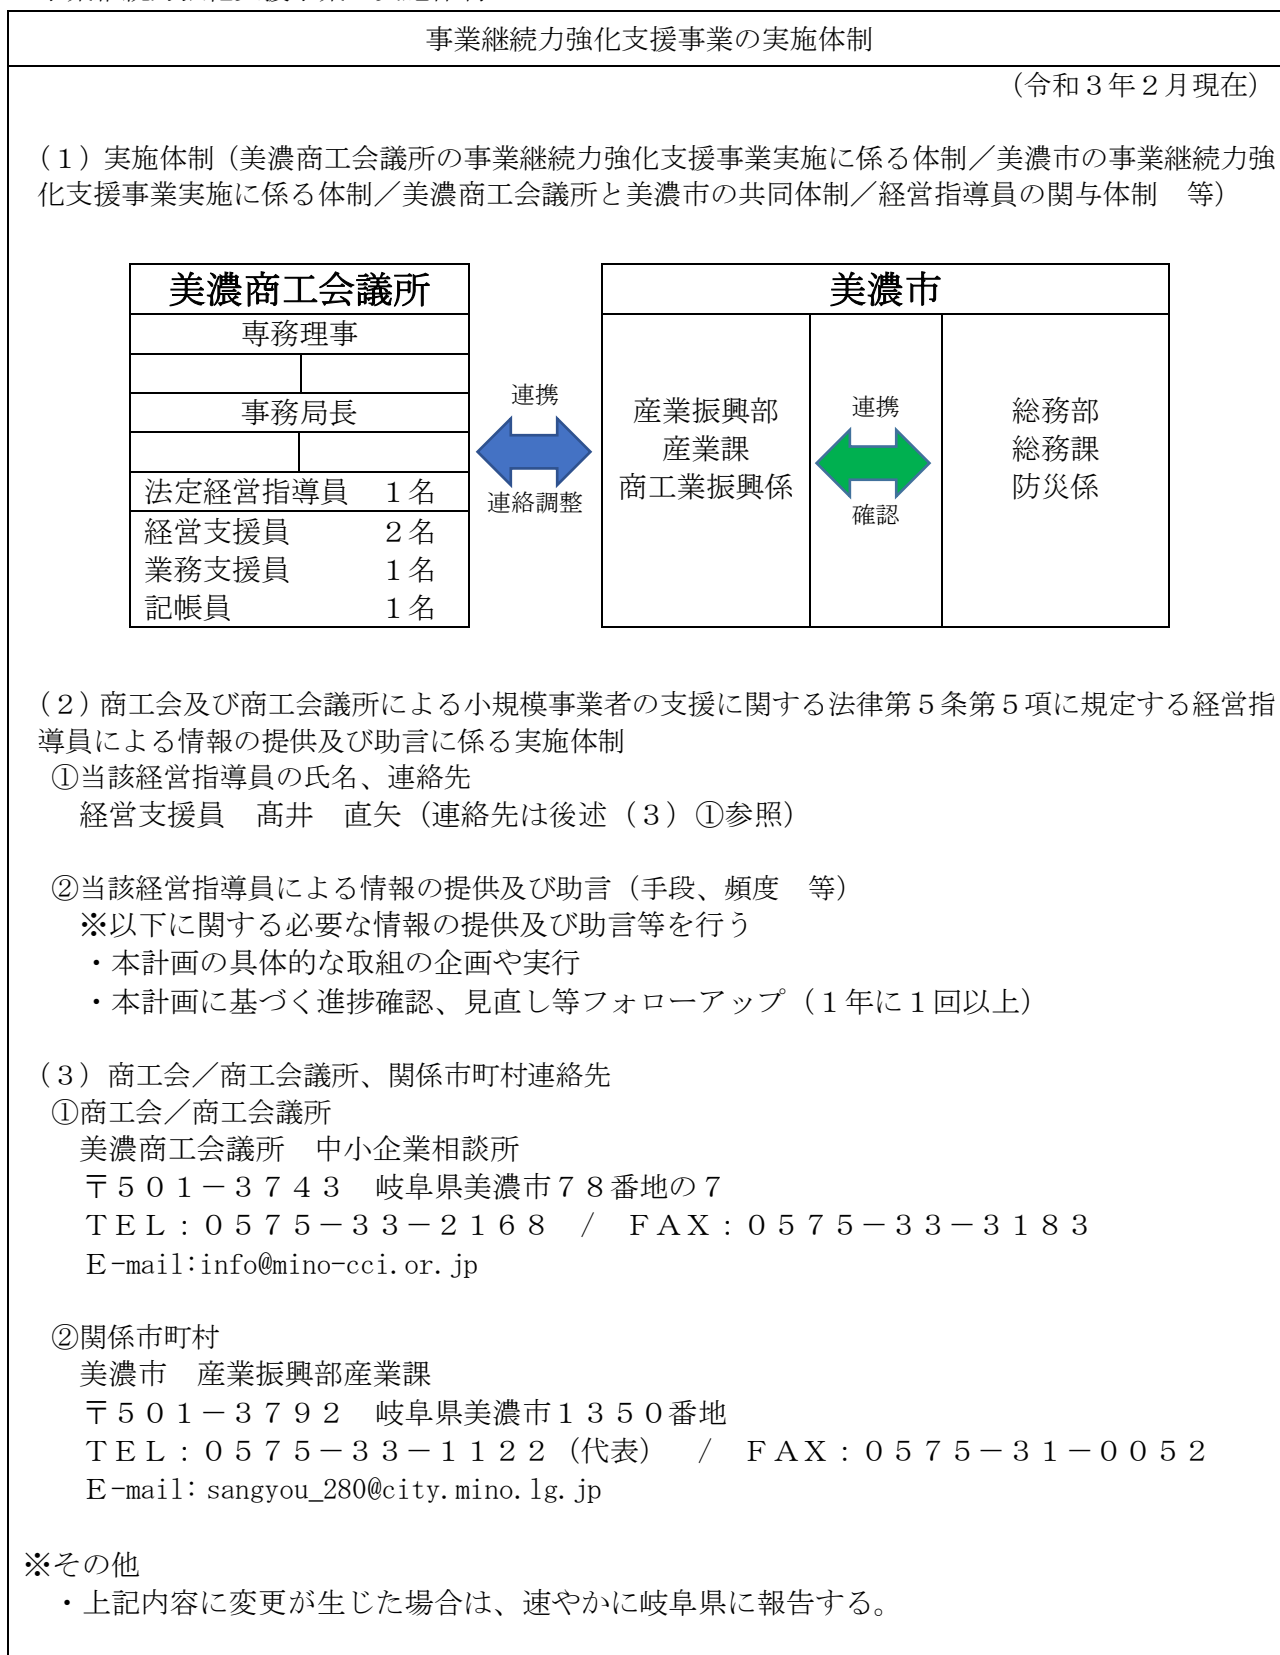 事業継続力強化支援事業の実施体制
（令和３年２月現在）
（１）実施体制（美濃商工会議所の事業継続力強化支援事業実施に係る体制／美濃市の事業継続力強
化支援事業実施に係る体制／美濃商工会議所と美濃市の共同体制／経営指導員の関与体制　等）
美濃商工会議所
専務理事
事務局長
法定経営指導員　１名
経営支援員　２名
業務支援員　１名
記帳員　１名
連携
連絡調整
美濃市
産業振興部
産業課
商工業振興係
連携
確認
総務部
総務課
防災係
（２）商工会及び商工会議所による小規模事業者の支援に関する法律第５条第５項に規定する経営指
導員による情報の提供及び助言に係る実施体制
①当該経営指導員の氏名、連絡先
経営支援員　髙井　直矢（連絡先は後述（３）①参照）
②当該経営指導員による情報の提供及び助言（手段、頻度　等）
※以下に関する必要な情報の提供及び助言等を行う
・本計画の具体的な取組の企画や実行
・本計画に基づく進捗確認、見直し等フォローアップ（１年に１回以上）
（３）商工会／商工会議所、関係市町村連絡先
①商工会／商工会議所
美濃商工会議所　中小企業相談所
〒５０１－３７４３　岐阜県美濃市７８番地の７
ＴＥＬ：０５７５－３３－２１６８　/　ＦＡＸ：０５７５－３３－３１８３
Ｅ-mail:info@mino-cci.or.jp
②関係市町村
美濃市　産業振興部産業課
〒５０１－３７９２　岐阜県美濃市１３５０番地
ＴＥＬ：０５７５－３３－１１２２（代表）　/　ＦＡＸ：０５７５－３１－００５２
Ｅ-mail: sangyou_280@city.mino.lg.jp
※その他
・上記内容に変更が生じた場合は、速やかに岐阜県に報告する。